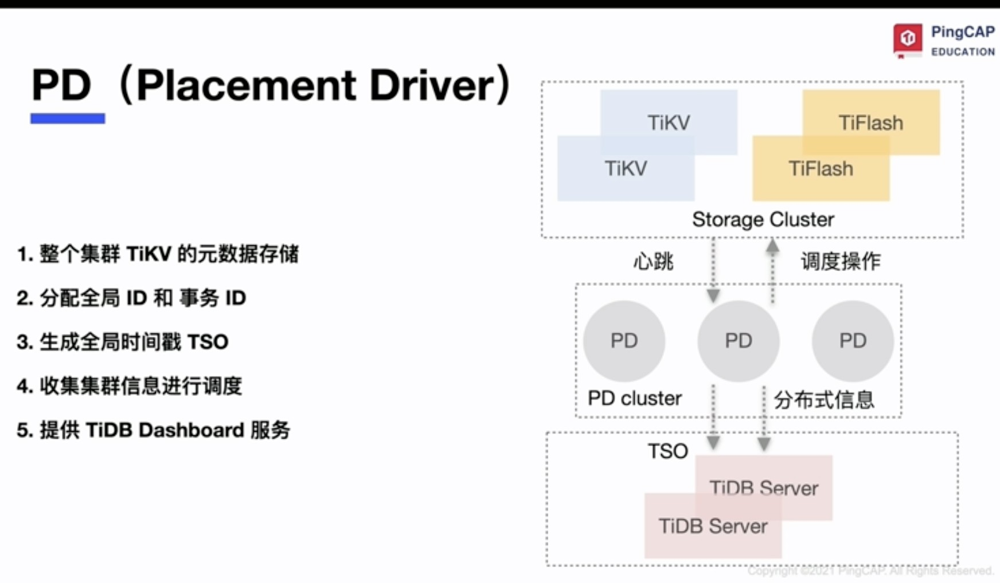 PingCAP
EDUCATION
PD（Placement Driver）
1. 整个集群 TiKV 的元数据存储
2. 分配全局 ID 和 事务 ID
3. 生成全局时间戳 TSO
4. 收集集群信息进行调度
5. 提供 TiDB Dashboard 服务
TiKV
TiFlash
TiKV
TiFlash
Storage Cluster
心跳
调度操作
PD
PD
PD
PD cluster
分布式信息
TSO
TiDB Server
TiDB Server
Copyright ©2021 PingCAP. All Rights Reserved.